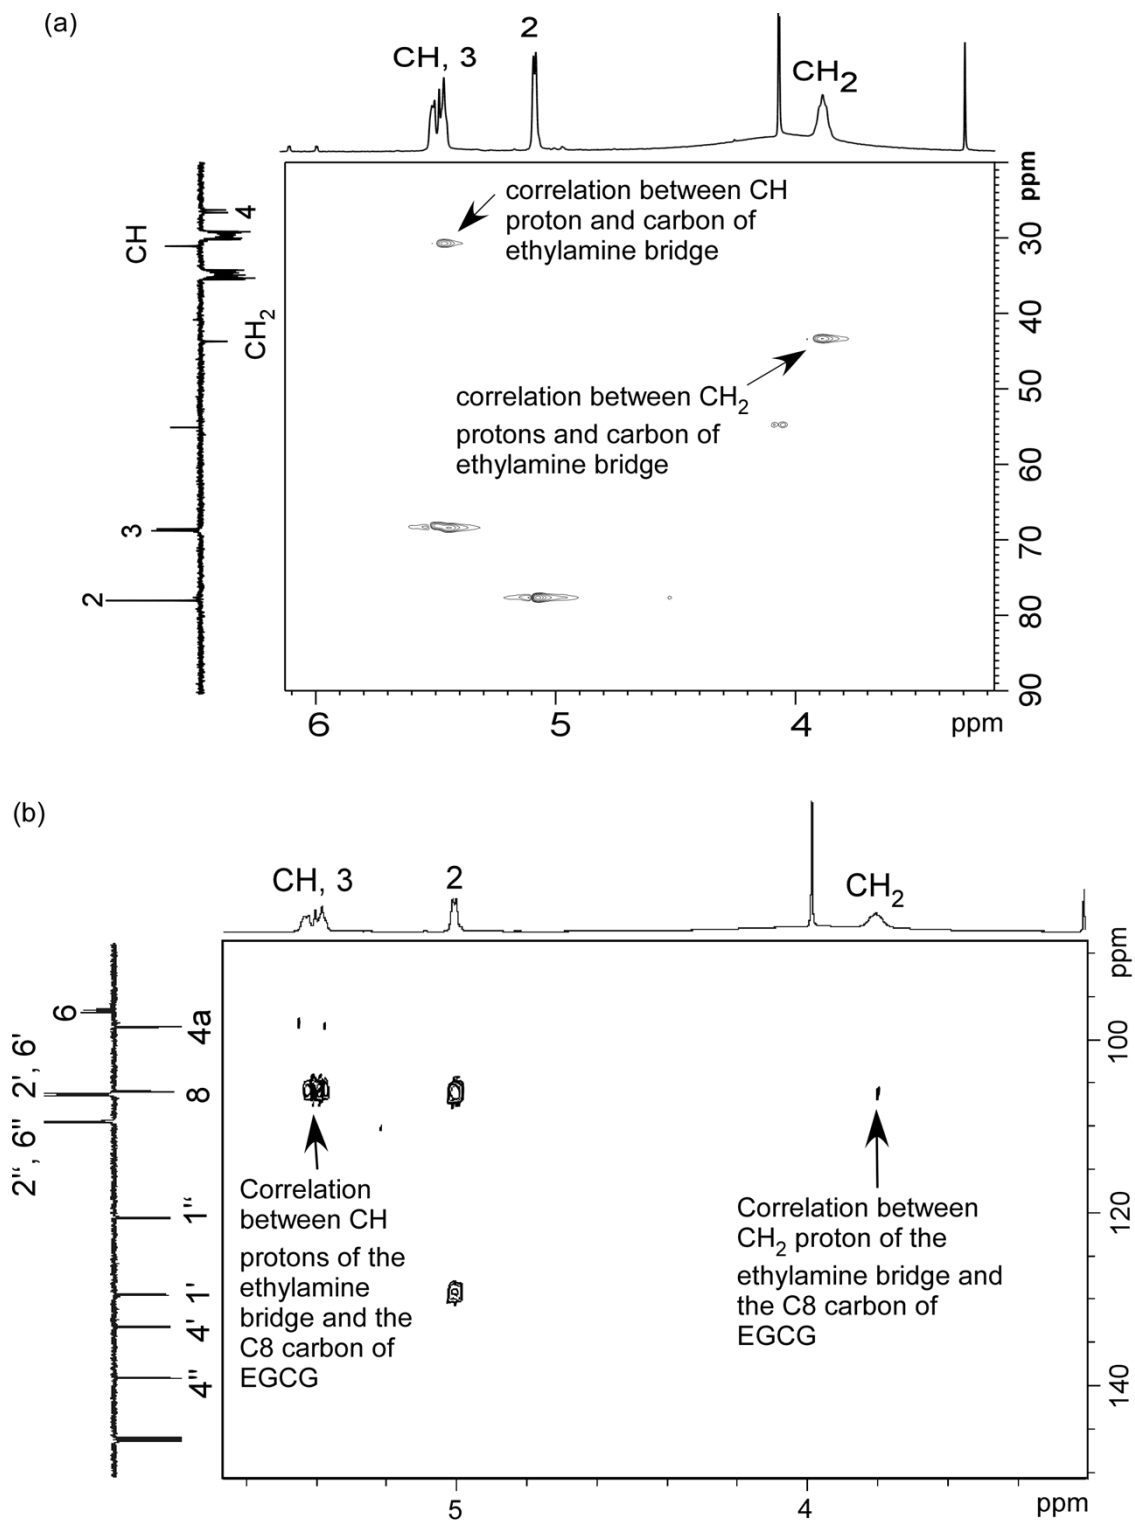 (a)
2
CH, 3
CH2
ppm
correlation between CH
proton and carbon of
ethylamine bridge
4
CH
30
CH2
40
correlation between CH2
protons and carbon of
ethylamine bridge
50
60
3
70
2
80
90
6
5
4
ppm
(b)
CH, 3
2
CH2
ppm
6
4a
100
2', 6'
8
2", 6"
Correlation
between CH
protons of the
ethylamine
bridge and the
C8 carbon of
EGCG
Correlation between
CH2 proton of the
ethylamine bridge and
the C8 carbon of
EGCG
1"
120
1'
4'
4"
140
5
4
ppm